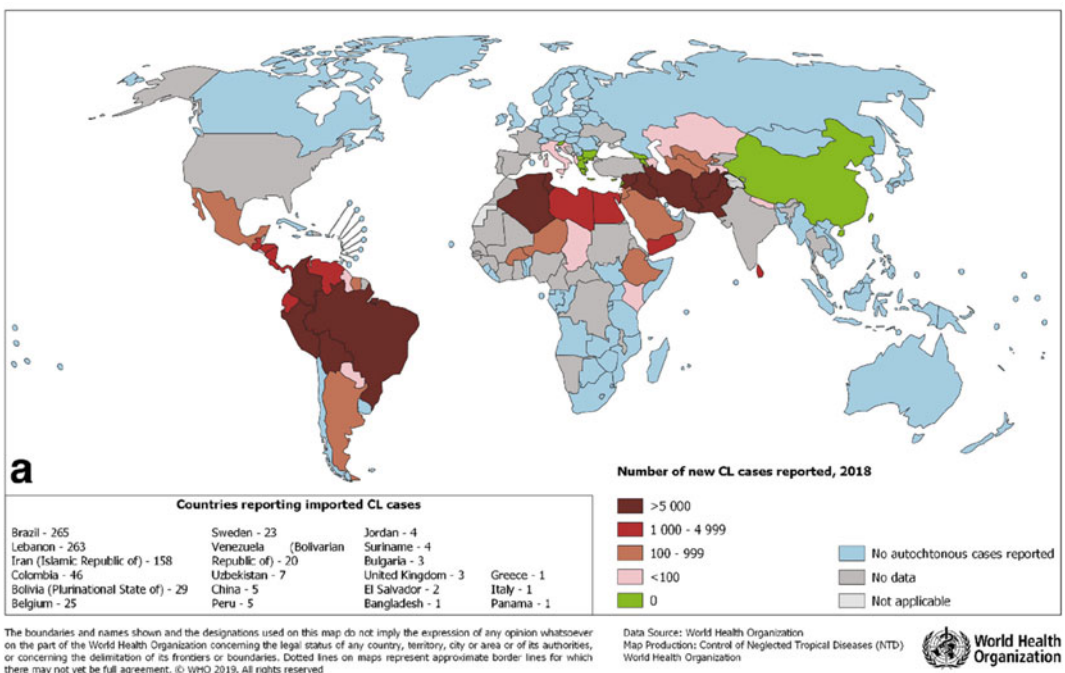 a
Number of new CL cases reported, 2018
>5 000
1 000 - 4 999
100 - 999
<100
0
No autochtonous cases reported
No data
Not applicable
Countries reporting imported CL cases
Brazil - 265
Lebanon - 263
Iran (Islamic Republic of) - 158
Colombia - 46
Bolivia (Plurinational State of) - 29
Belgium - 25
Sweden - 23
Venezuela (Bolivarian
Republic of) - 20
Uzbekistan - 7
China - 5
Peru - 5
Jordan - 4
Suriname - 4
Bulgaria - 3
United Kingdom - 3
El Salvador - 2
Bangladesh - 1
Greece - 1
Italy - 1
Panama - 1
The boundaries and names shown and the designations used on this map do not imply the expression of any opinion whatsoever
on the part of the World Health Organization concerning the legal status of any country, territory, city or area or of its authorities,
or concerning the delimitation of its frontiers or boundaries. Dotted lines on maps represent approximate border lines for which
there may not yet be full agreement. © WHO 2019. All rights reserved
Data Source: World Health Organization
Map Production: Control of Neglected Tropical Diseases (NTD)
World Health Organization
World Health
Organization